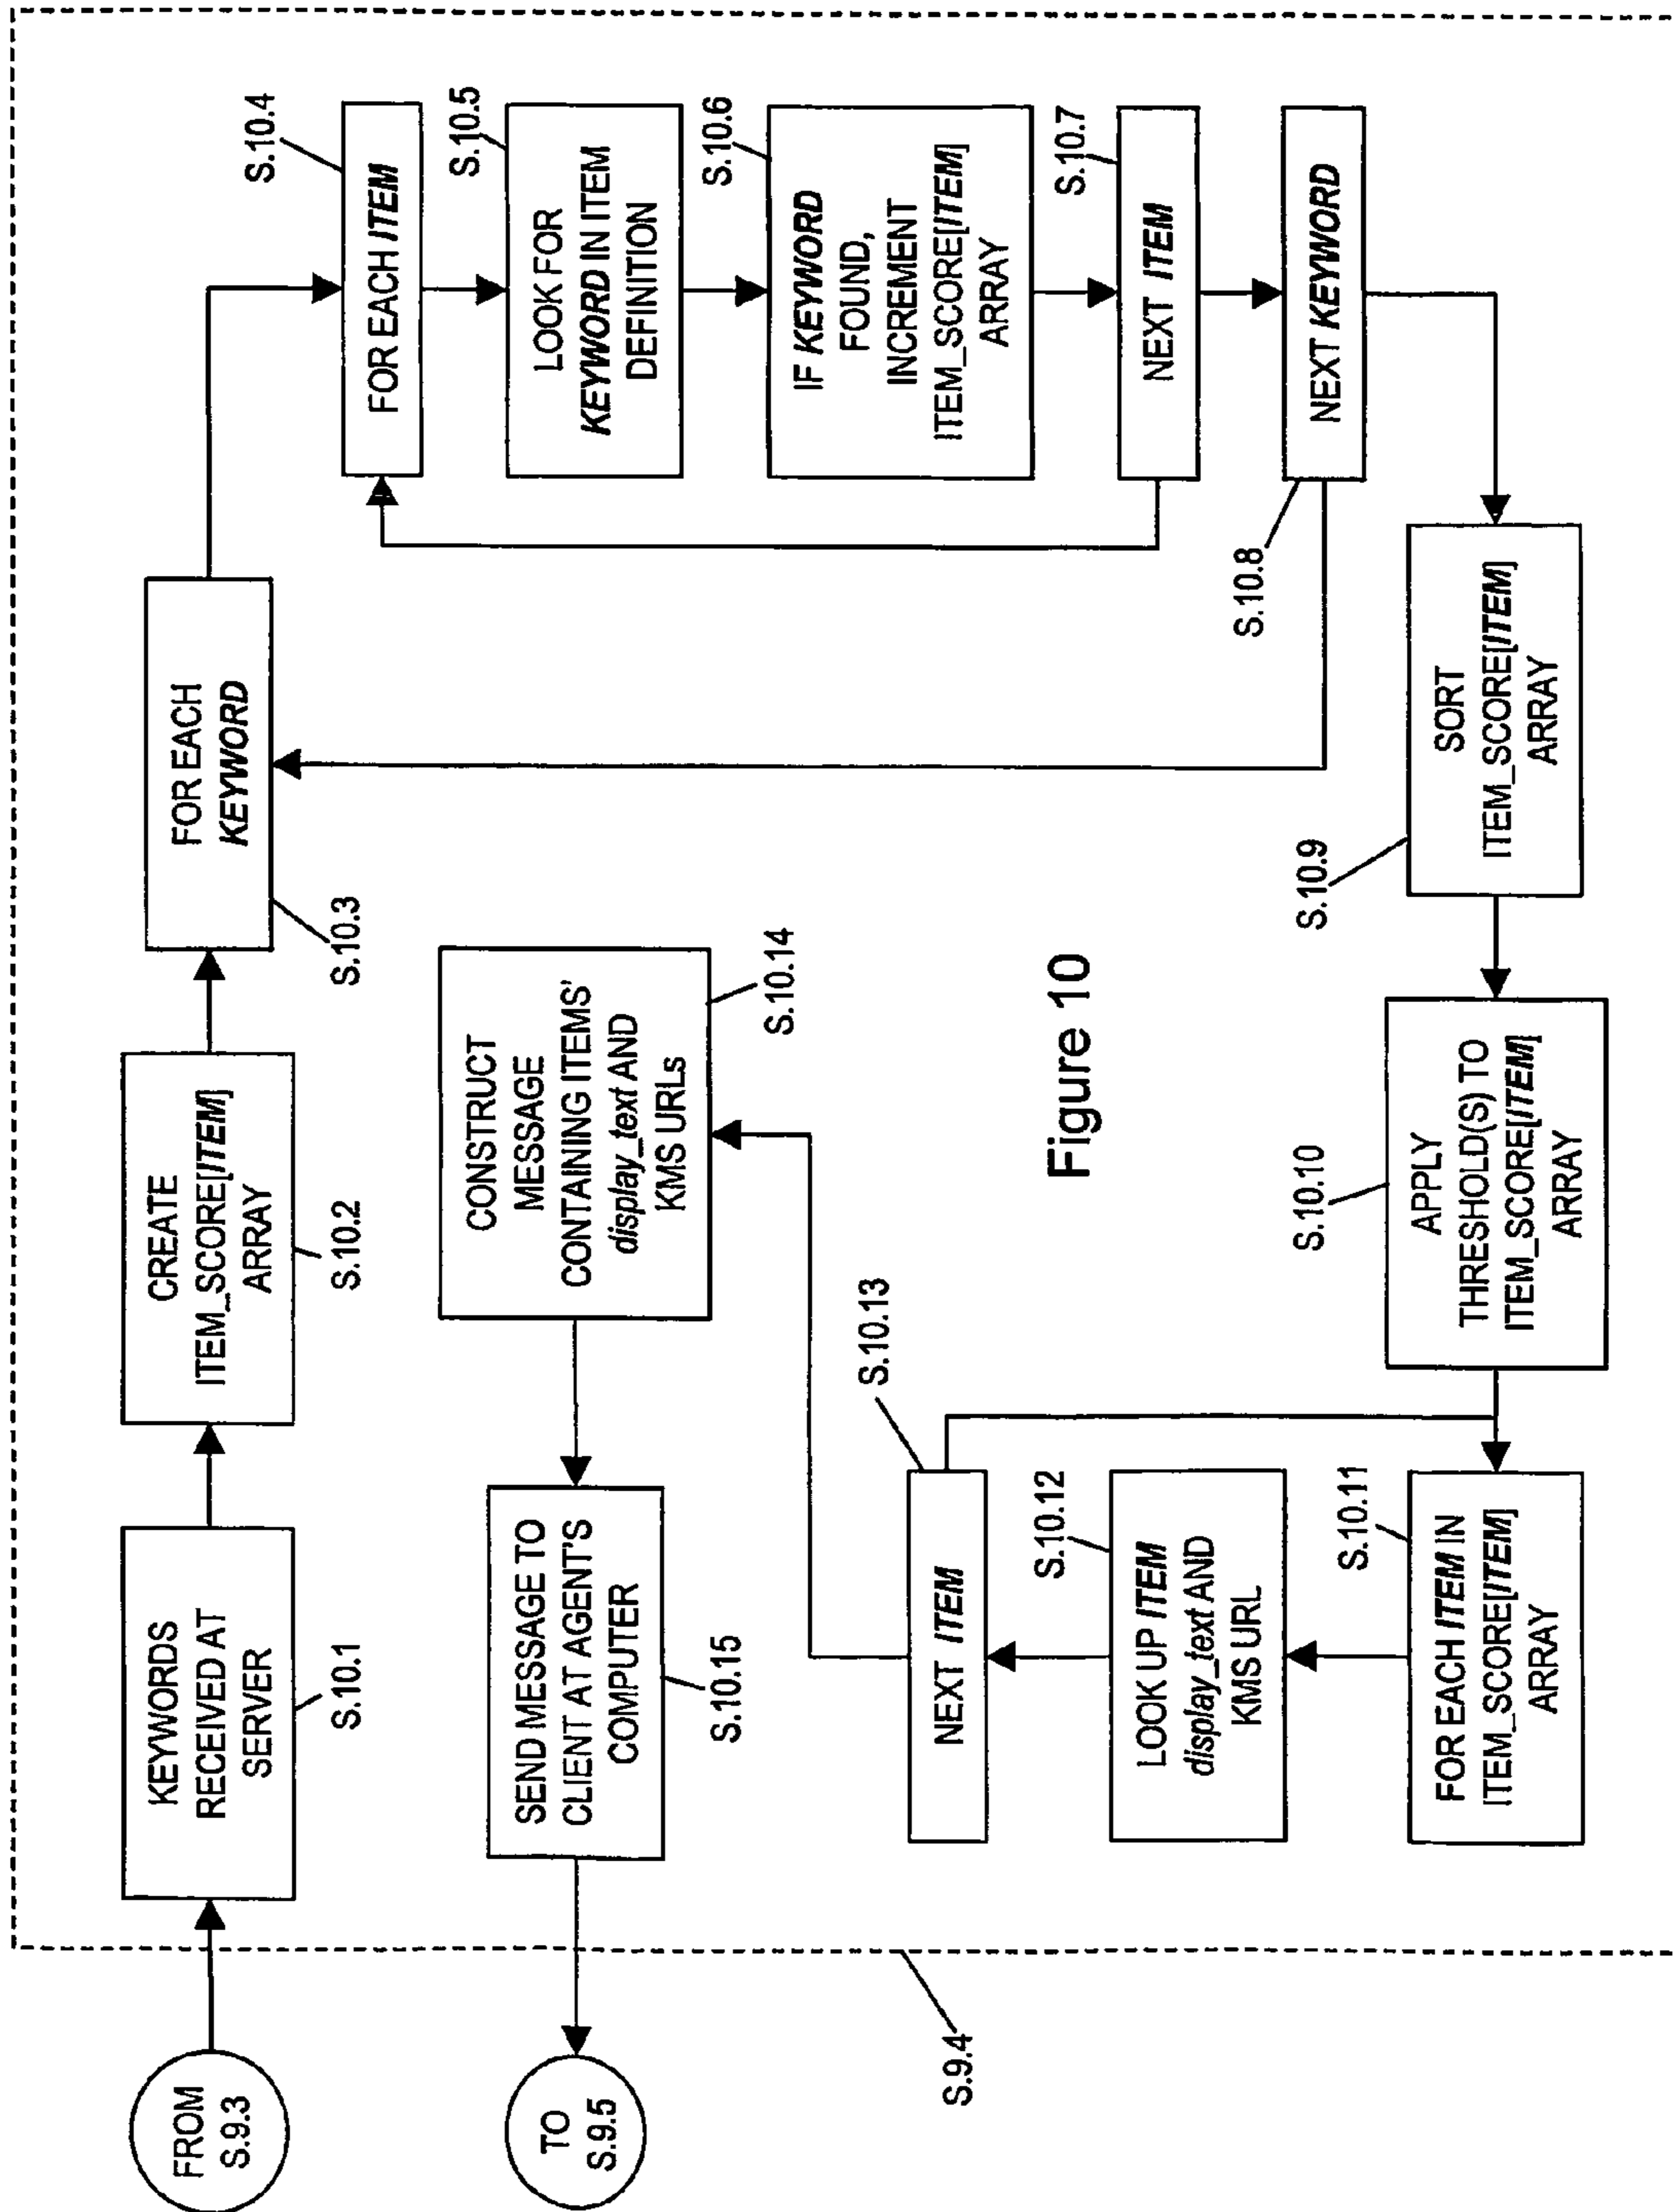 FROM
S.9.3
KEYWORDS
RECEIVED AT
SERVER
S.10.1
CREATE
ITEM_SCORE[ITEM]
ARRAY
S.10.2
FOR EACH
KEYWORD
S.10.3
FOR EACH ITEM
S.10.4
LOOK FOR
KEYWORD IN ITEM
DEFINITION
S.10.5
IF KEYWORD
FOUND,
INCREMENT
ITEM_SCORE[ITEM]
ARRAY
S.10.6
NEXT ITEM
S.10.7
NEXT KEYWORD
S.10.8
SORT
ITEM_SCORE[ITEM]
ARRAY
S.10.9
APPLY
THRESHOLD(S) TO
ITEM_SCORE[ITEM]
ARRAY
S.10.10
FOR EACH ITEM IN
ITEM_SCORE[ITEM]
ARRAY
S.10.11
LOOK UP ITEM
display_text AND
KMS URL
S.10.12
NEXT ITEM
S.10.13
CONSTRUCT
MESSAGE
CONTAINING ITEMS'
display_text AND
KMS URLs
S.10.14
SEND MESSAGE TO
CLIENT AT AGENT'S
COMPUTER
S.10.15
TO
S.9.5
S.9.4
Figure 10